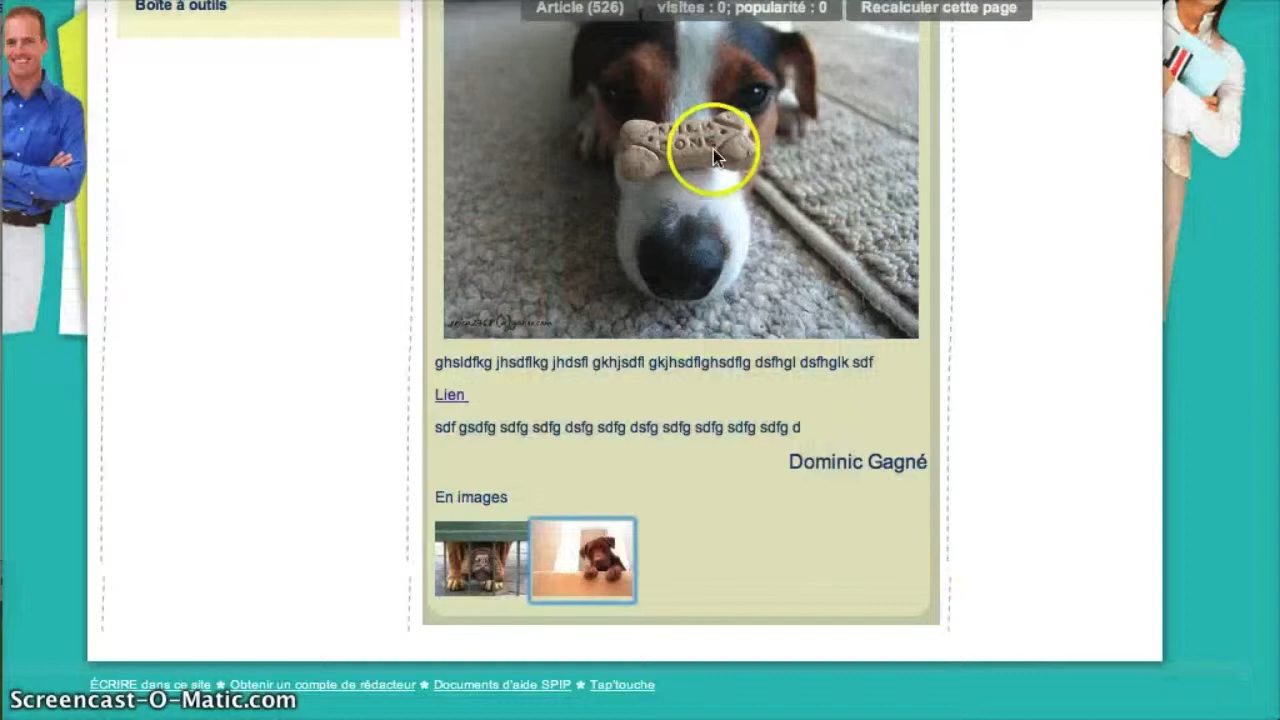 Boîte à outils
Article (526)
visites : 0; popularité : 0
Recalculer cette page
MILK
BONE
ghsldfkg jhsdflkg jhdsfl gkhjsdfl gkjhsdflghsdflg dsfhgl dsfhglk sdf
Lien
sdf gsdfg sdfg sdfg dsfg sdfg dsfg sdfg sdfg sdfg sdfg d
Dominic Gagné
En images
ÉCRIRE dans ce site ★ Obtenir un compte de rédacteur ★ Documents d'aide SPIP ★ Tap'touche
Screencast-O-Matic.com